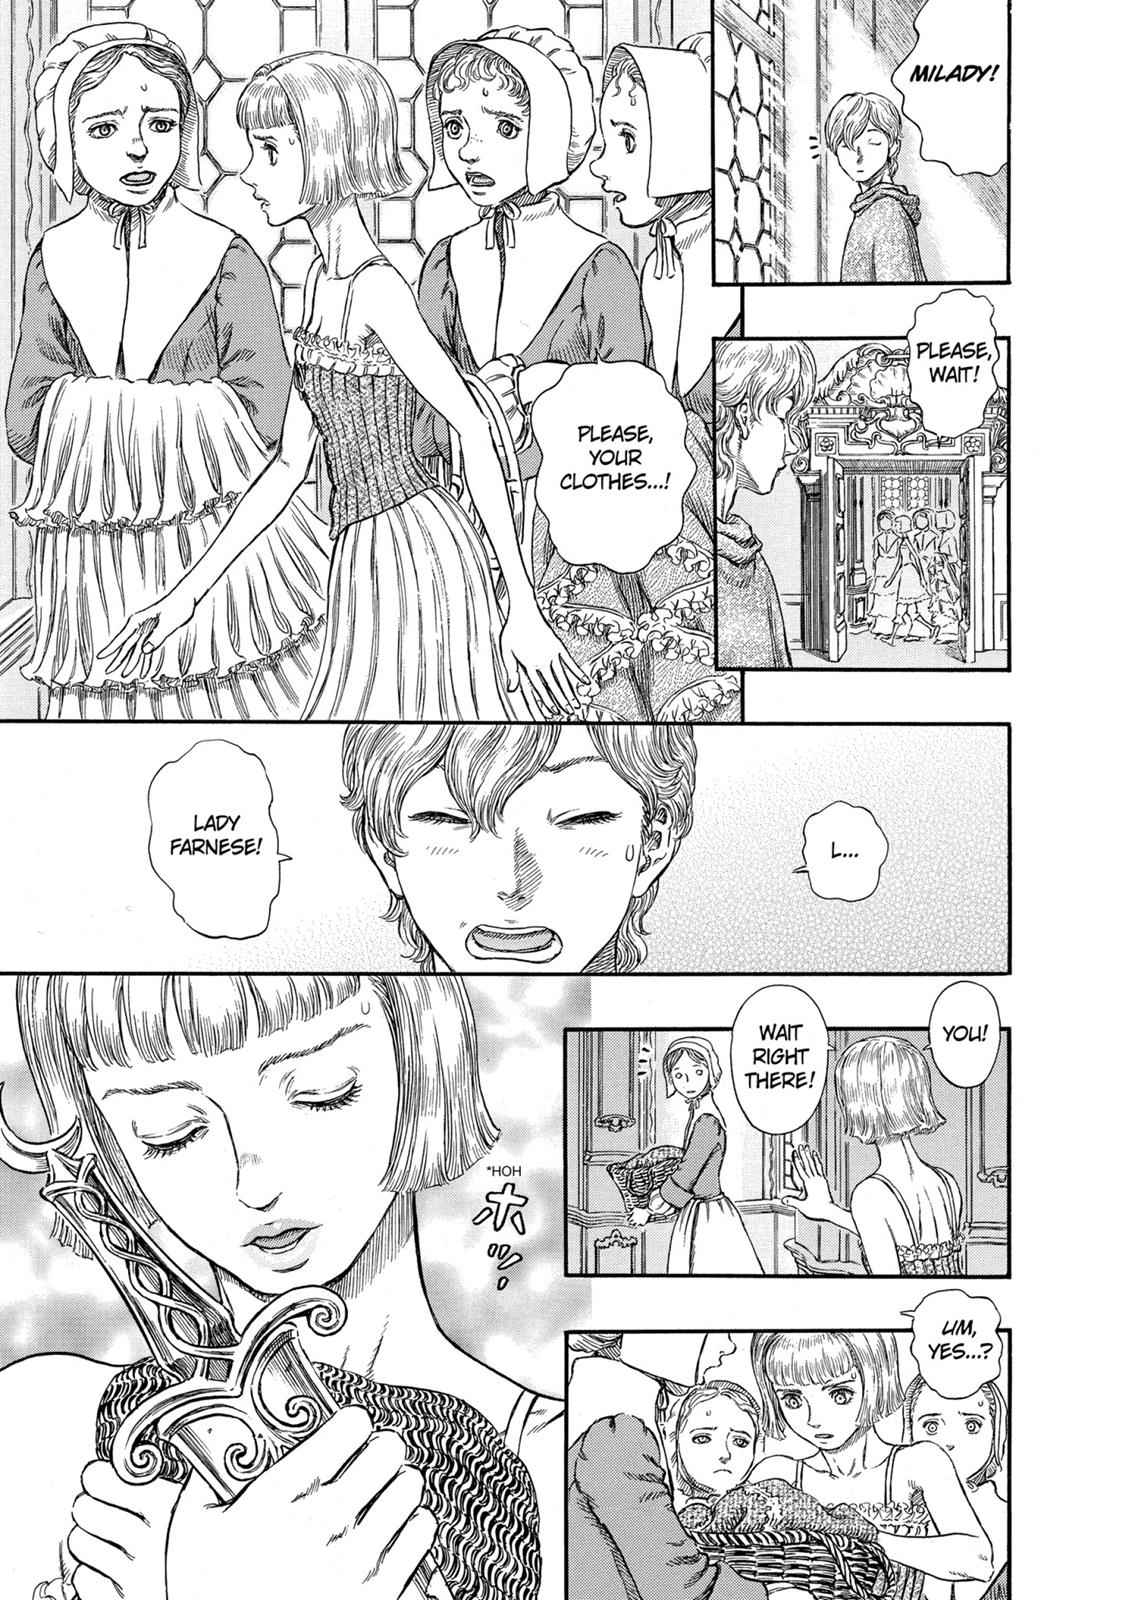 MILADY!
PLEASE,
WAIT!
PLEASE,
YOUR
CLOTHES...!
L...
LADY
FARNESE!
YOU!
WAIT
RIGHT
THERE!
UM,
YES...?
*HOH
ホッ